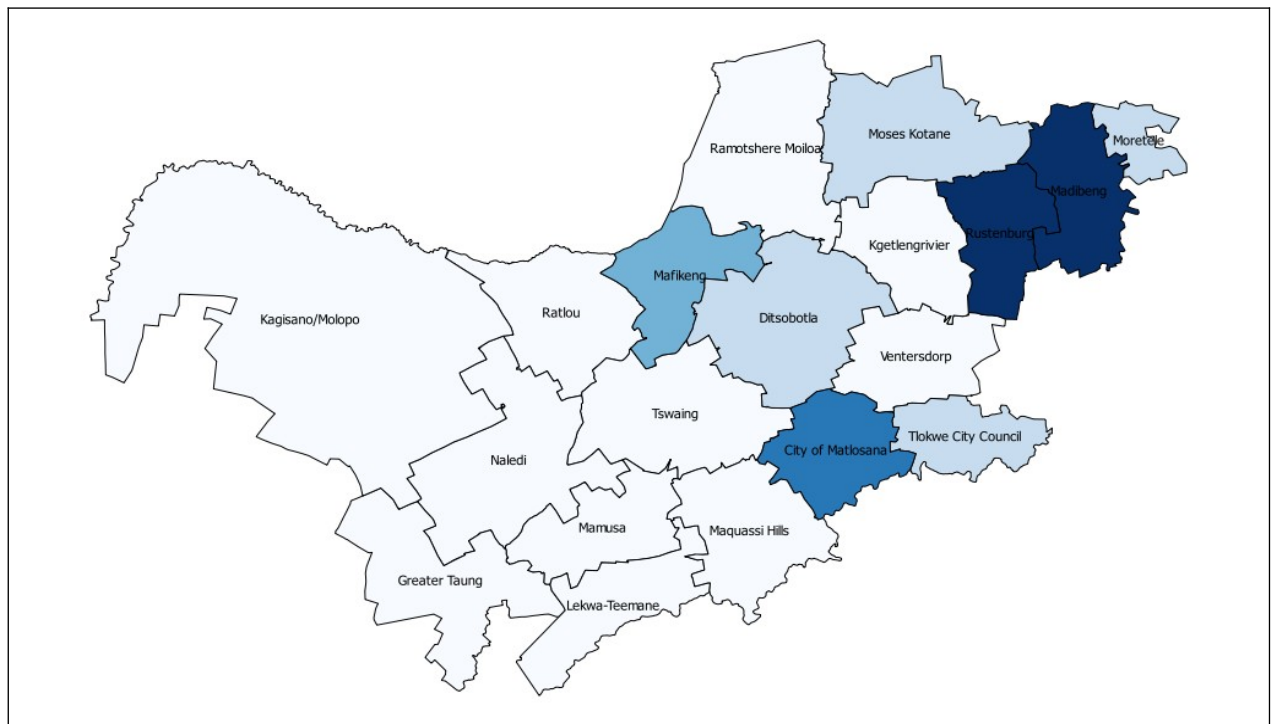 Moses Kotane
Moretele
Ramotshere Moiloa
Madibeng
Rustenburg
Kgetlengrivier
Mafikeng
Ratlou
Ditsobotla
Kagisano/Molopo
Ventersdorp
Tswaing
Tlokwe City Council
City of Matlosana
Naledi
Mamusa
Maquassi Hills
Greater Taung
Lekwa-Teemane